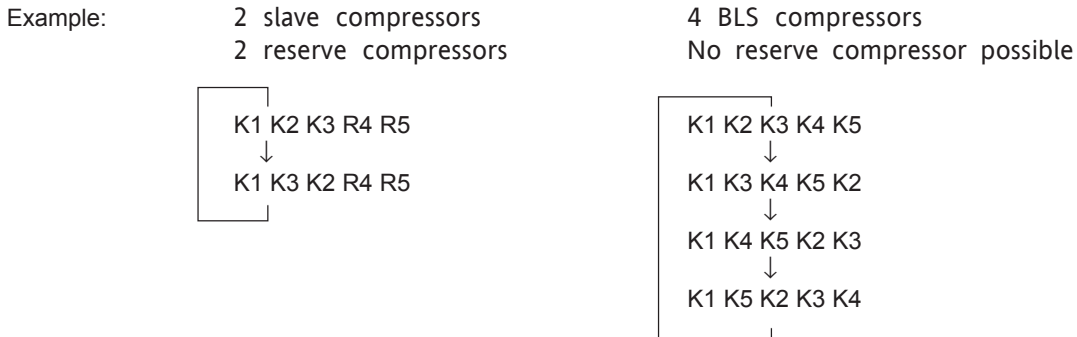 Example:
2 slave compressors
2 reserve compressors
K1 K2 K3 R4 R5
K1 K3 K2 R4 R5
4 BLS compressors
No reserve compressor possible
K1 K2 K3 K4 K5
K1 K3 K4 K5 K2
K1 K4 K5 K2 K3
K1 K5 K2 K3 K4